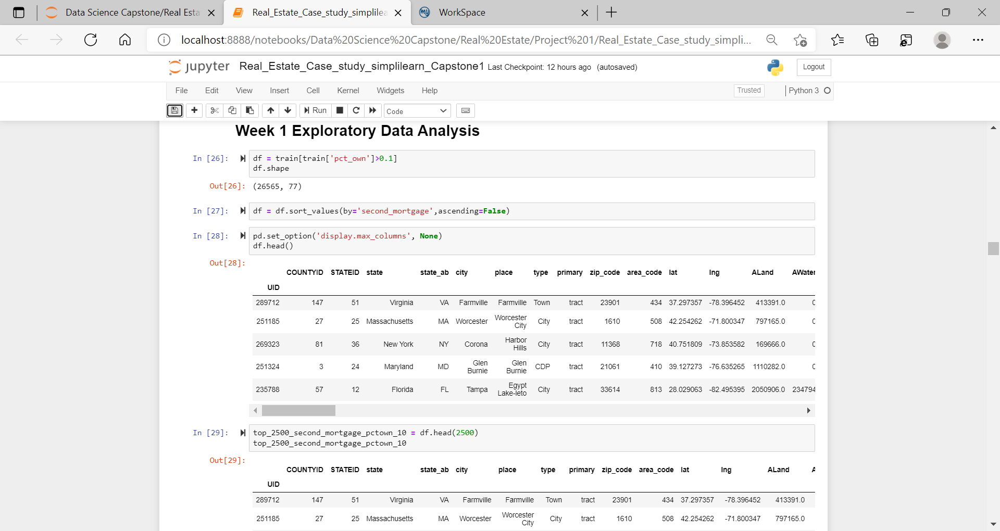 Data Science Capstone/Real Esta
Real_Estate_Case_study_simplilea
WorkSpace
localhost:8888/notebooks/Data%20Science%20Capstone/Real%20Estate/Project%201/Real_Estate_Case_study_simpli...
jupyter Real_Estate_Case_study_simplilearn_Capstone1 Last Checkpoint: 12 hours ago (autosaved)
Logout
File Edit View Insert Cell Kernel Widgets Help
Trusted
Python 3
Run
Code
Week 1 Exploratory Data Analysis
In [26]: df = train[train['pct_own']>0.1]
df.shape
Out[26]: (26565, 77)
In [27]: df = df.sort_values(by='second_mortgage',ascending=False)
In [28]: pd.set_option('display.max_columns', None)
df.head()
Out[28]:
COUNTYID STATEID state state_ab city place type primary zip_code area_code lat lng ALand AWater
UID
289712 147 51 Virginia VA Farmville Farmville Town tract 23901 434 37.297357 -78.396452 413391.0 0
251185 27 25 Massachusetts MA Worcester Worcester City City tract 1610 508 42.254262 -71.800347 797165.0 0
269323 81 36 New York NY Corona Harbor Hills City tract 11368 718 40.751809 -73.853582 169666.0 0
251324 3 24 Maryland MD Glen Burnie Glen Burnie CDP tract 21061 410 39.127273 -76.635265 1110282.0 0
235788 57 12 Florida FL Tampa Egypt Lake-leto City tract 33614 813 28.029063 -82.495395 2050906.0 234794
In [29]: top_2500_second_mortgage_pctown_10 = df.head(2500)
top_2500_second_mortgage_pctown_10
Out[29]:
COUNTYID STATEID state state_ab city place type primary zip_code area_code lat lng ALand A
UID
289712 147 51 Virginia VA Farmville Farmville Town tract 23901 434 37.297357 -78.396452 413391.0
251185 27 25 Massachusetts MA Worcester Worcester City City tract 1610 508 42.254262 -71.800347 797165.0